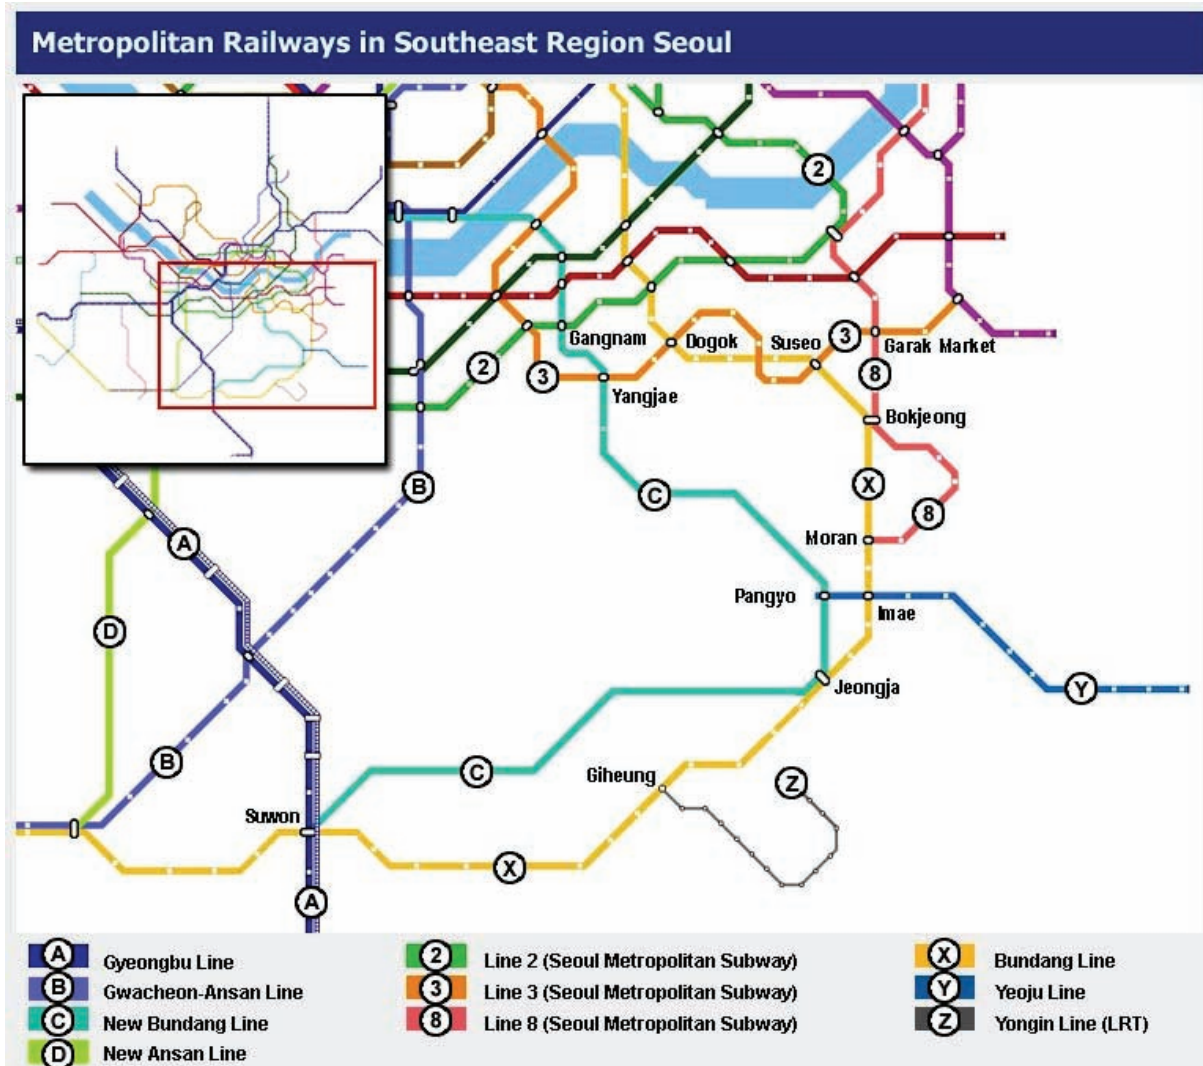 Metropolitan Railways in Southeast Region Seoul
2
Gangnam
Dogok
Suseo
3
Garak Market
2
3
Yangjae
8
Bokjeong
B
C
X
8
A
Moran
Pangyo
Imae
D
Jeongja
Y
B
C
Giheung
Z
Suwon
X
A
A Gyeongbu Line
B Gwacheon-Ansan Line
C New Bundang Line
D New Ansan Line
2 Line 2 (Seoul Metropolitan Subway)
3 Line 3 (Seoul Metropolitan Subway)
8 Line 8 (Seoul Metropolitan Subway)
X Bundang Line
Y Yeoju Line
Z Yongin Line (LRT)